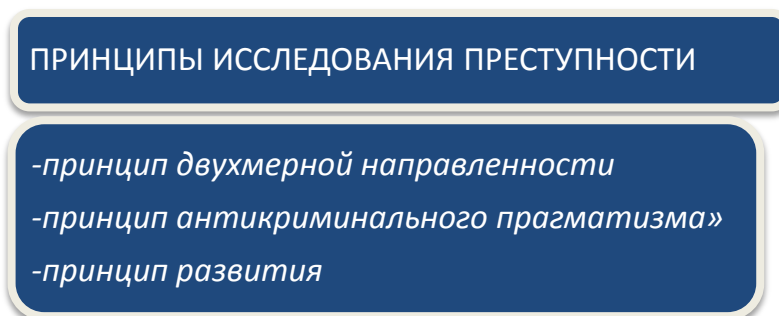 ПРИНЦИПЫ ИССЛЕДОВАНИЯ ПРЕСТУПНОСТИ
-принцип двухмерной направленности
-принцип антикриминального прагматизма»
-принцип развития